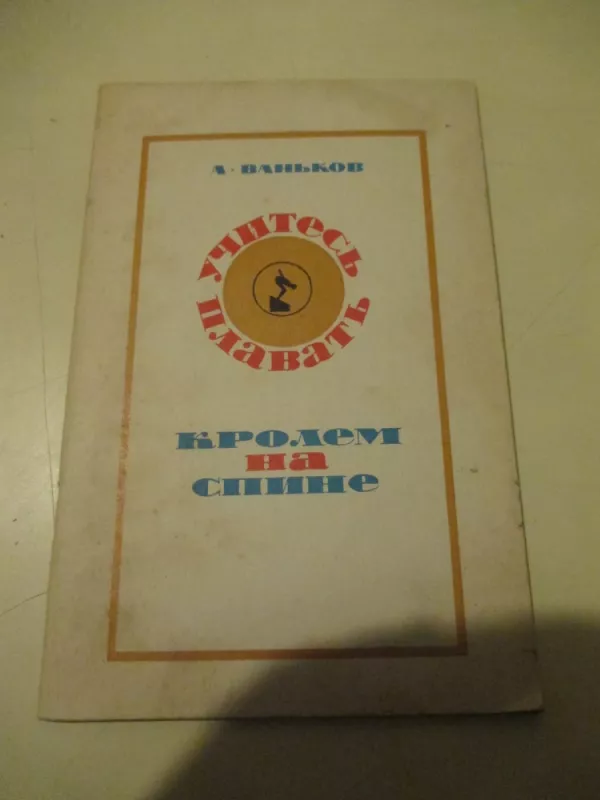 А. ВАНЬКОВ
УЧИТЕСЬ
ПЛАВАТЬ
КРОЛЕМ
НА
СПИНЕ